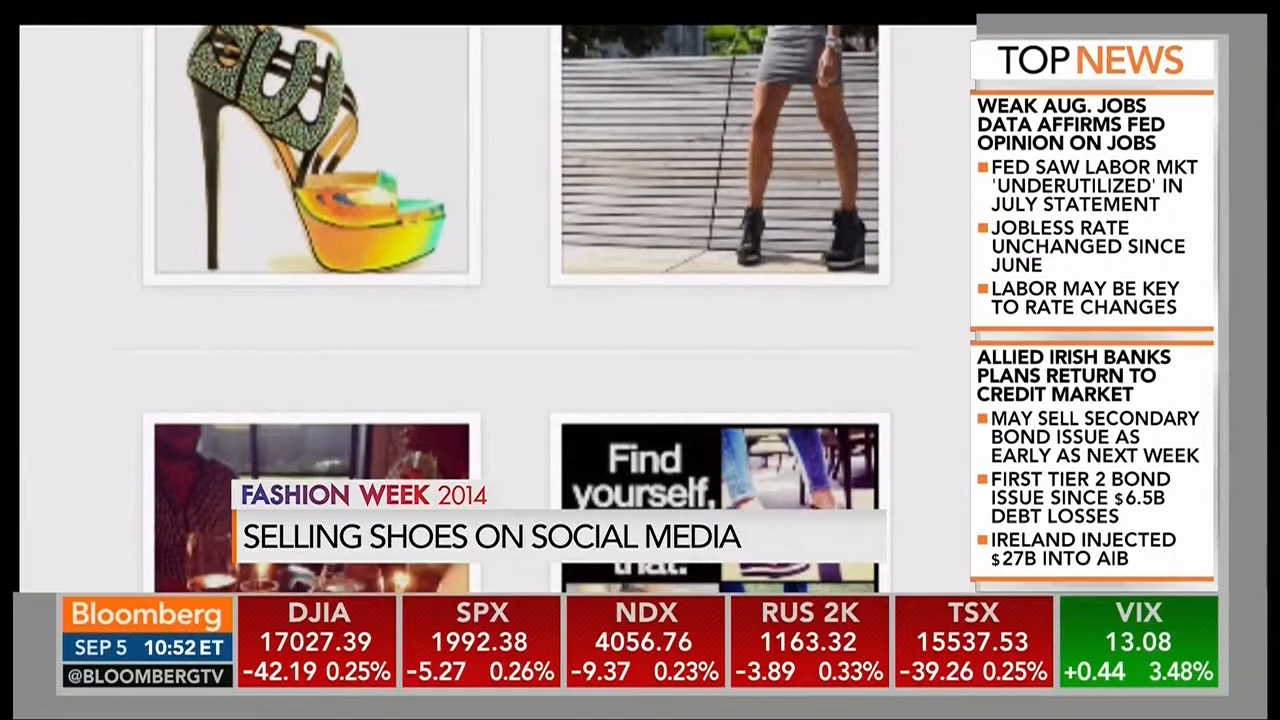 TOP NEWS
WEAK AUG. JOBS
DATA AFFIRMS FED
OPINION ON JOBS
FED SAW LABOR MKT
'UNDERUTILIZED' IN
JULY STATEMENT
JOBLESS RATE
UNCHANGED SINCE
JUNE
LABOR MAY BE KEY
TO RATE CHANGES
ALLIED IRISH BANKS
PLANS RETURN TO
CREDIT MARKET
MAY SELL SECONDARY
BOND ISSUE AS
EARLY AS NEXT WEEK
FIRST TIER 2 BOND
ISSUE SINCE $6.5B
DEBT LOSSES
IRELAND INJECTED
$27B INTO AIB
Find
yourself,
that.
FASHION WEEK 2014
SELLING SHOES ON SOCIAL MEDIA
Bloomberg
SEP 5 10:52 ET
@BLOOMBERGTV
DJIA
17027.39
-42.19 0.25%
SPX
1992.38
-5.27 0.26%
NDX
4056.76
-9.37 0.23%
RUS 2K
1163.32
-3.89 0.33%
TSX
15537.53
-39.26 0.25%
VIX
13.08
+0.44 3.48%